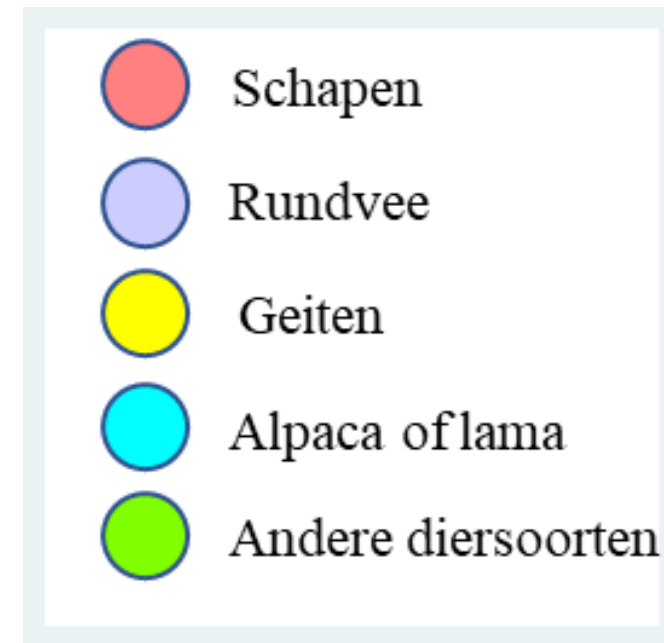 Schapen
Rundvee
Geiten
Alpaca of lama
Andere diersoorten